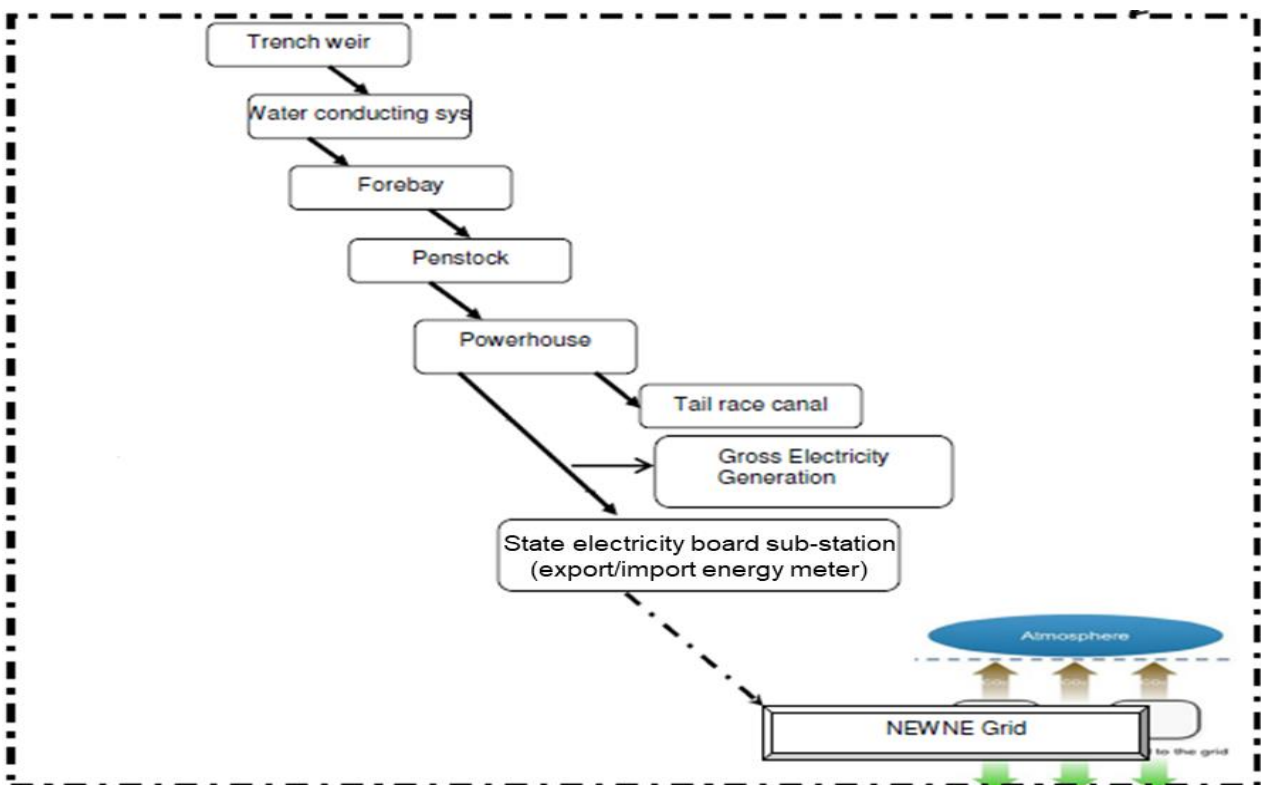 Trench weir
Water conducting sys
Forebay
Penstock
Powerhouse
Tail race canal
Gross Electricity
Generation
State electricity board sub-station
(export/import energy meter)
Atmosphere
NEWNE Grid
to the grid